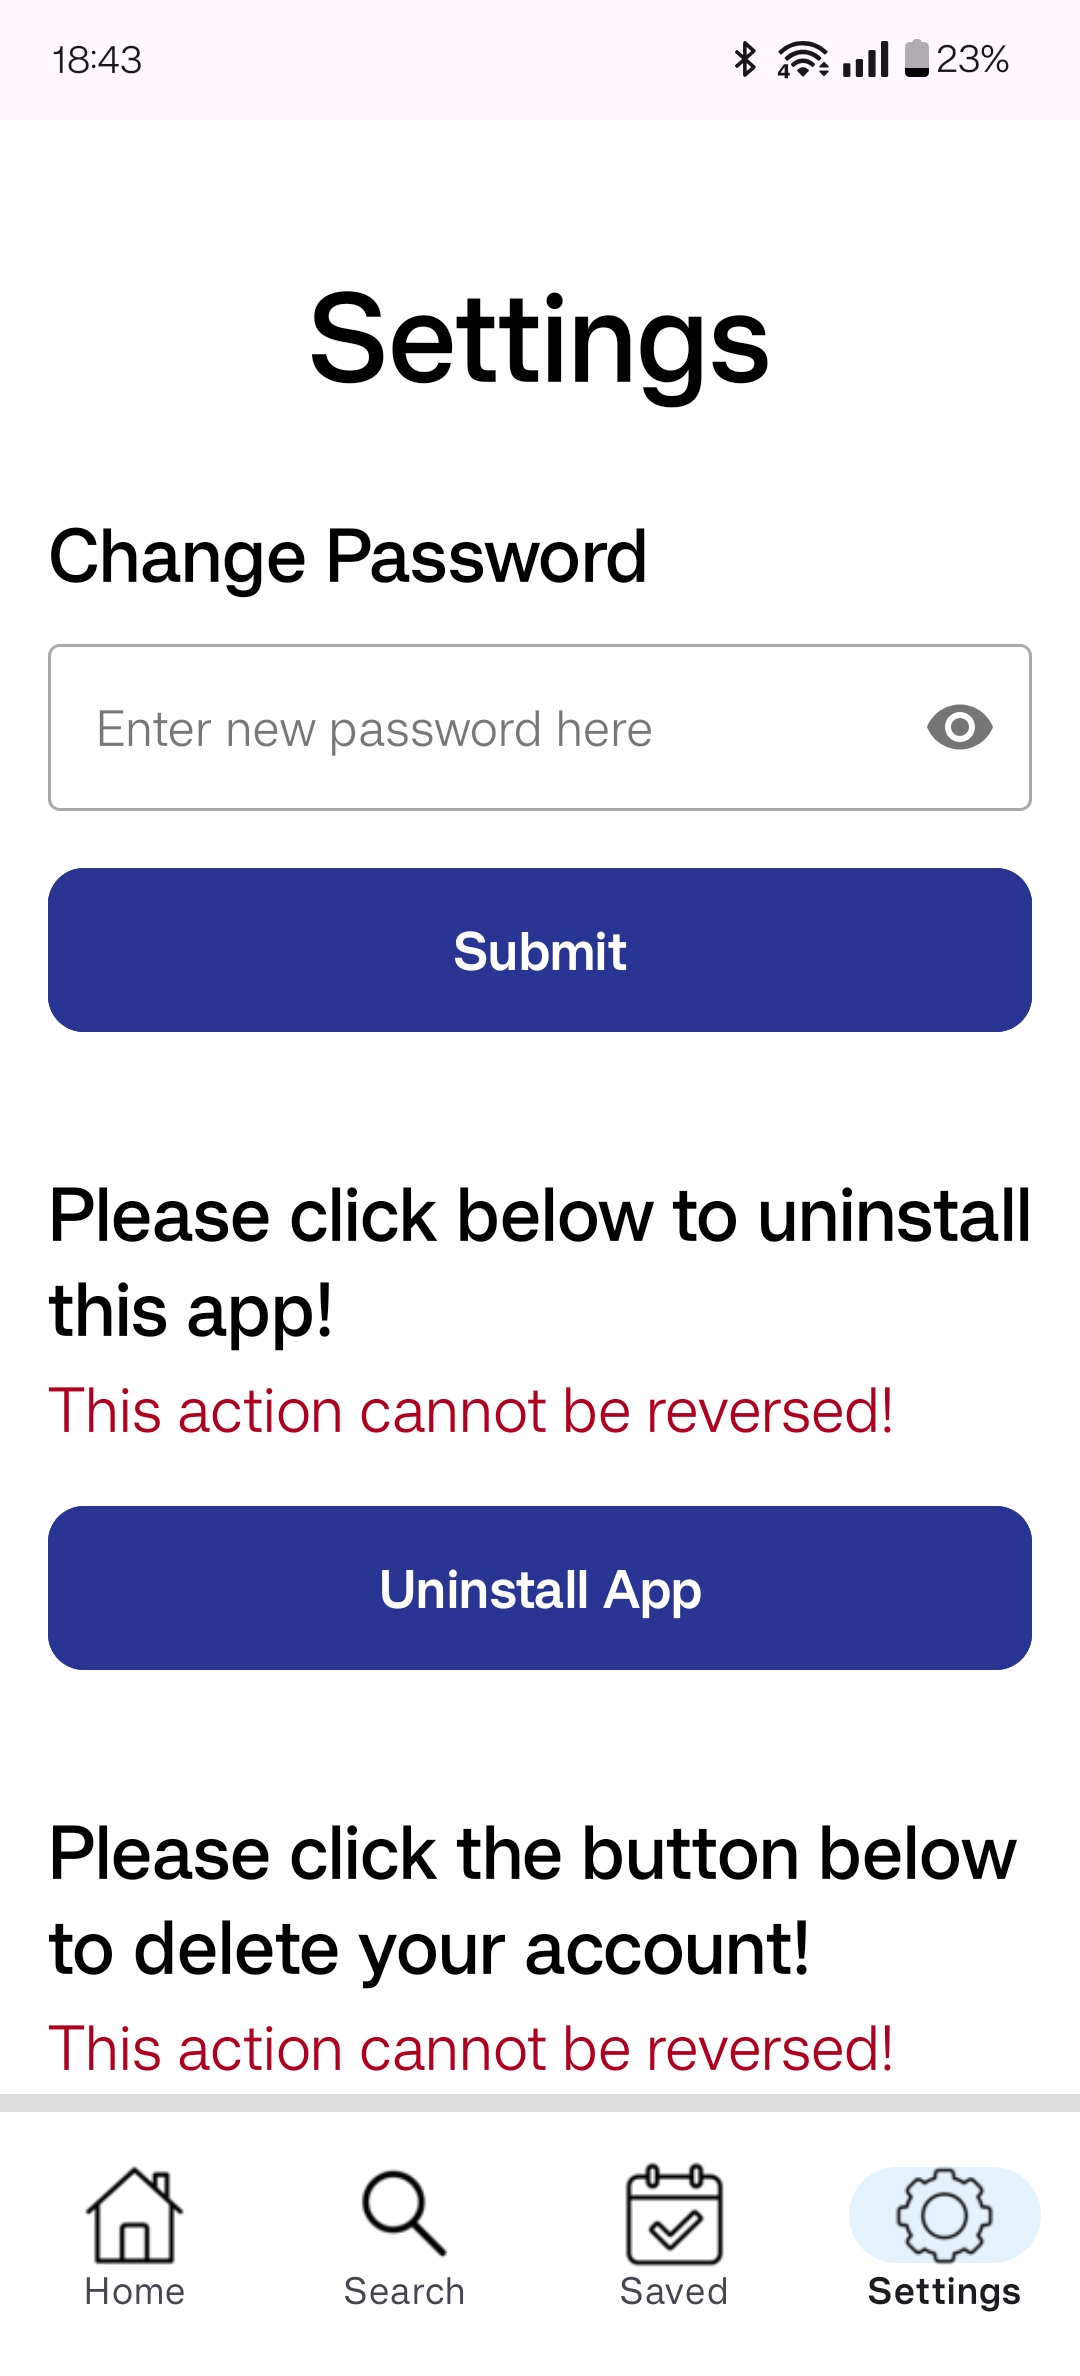 18:43
4
23%
Settings
Change Password
Enter new password here
Submit
Please click below to uninstall
this app!
This action cannot be reversed!
Uninstall App
Please click the button below
to delete your account!
This action cannot be reversed!
Home
Search
Saved
Settings